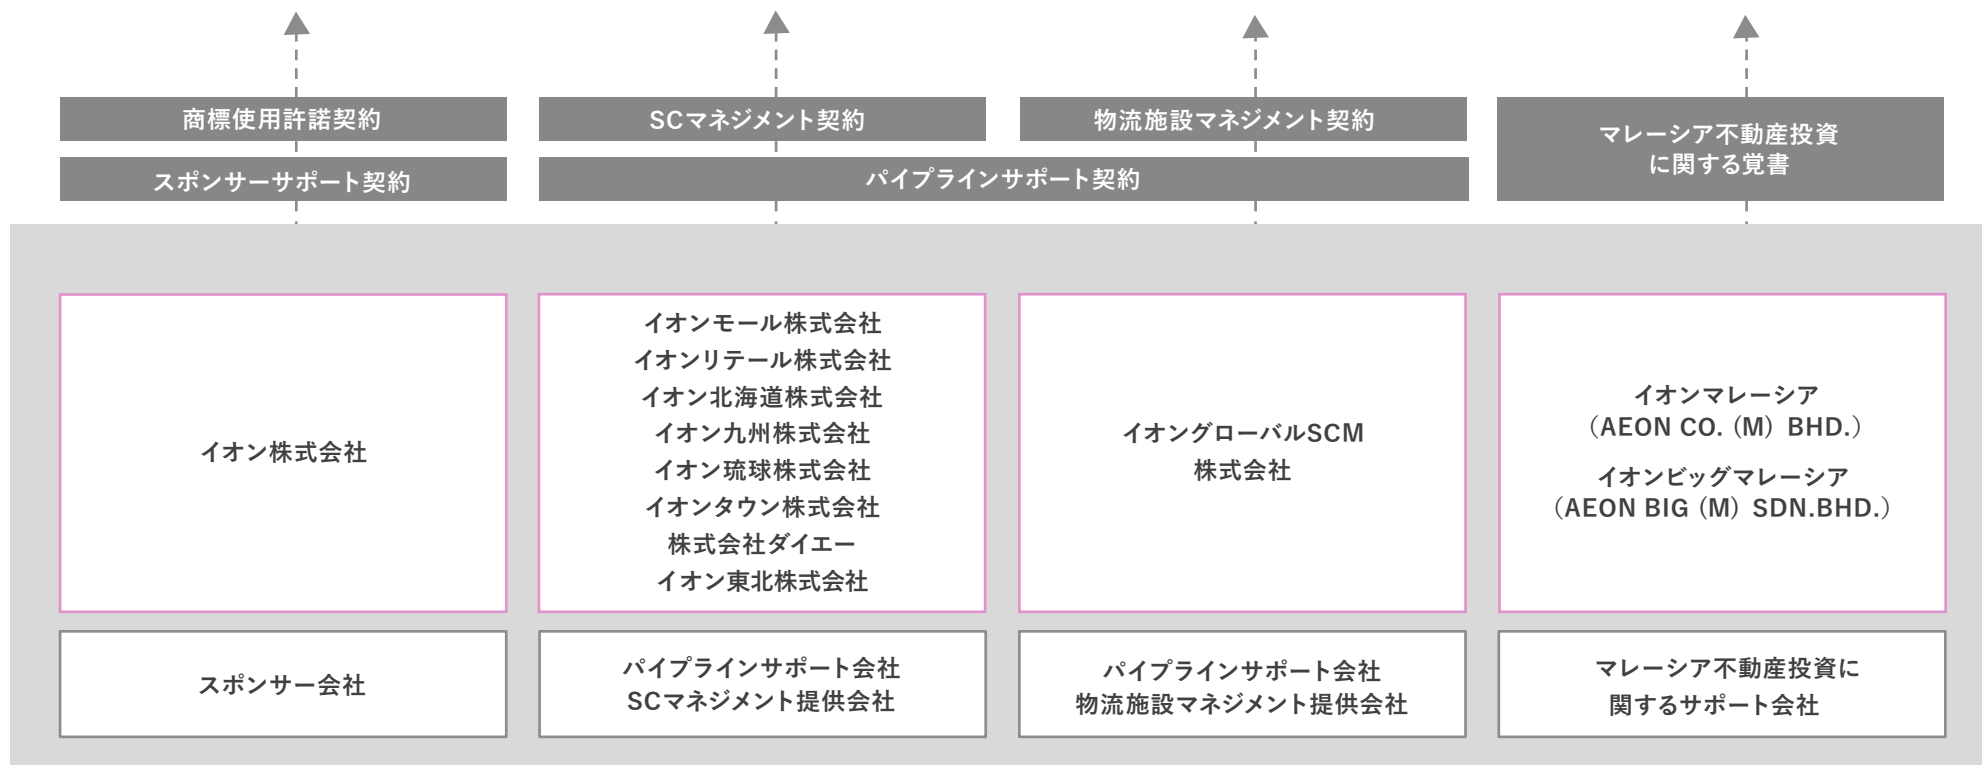 商標使用許諾契約
SCマネジメント契約
物流施設マネジメント契約
マレーシア不動産投資
に関する覚書
スポンサーサポート契約
パイプラインサポート契約
イオン株式会社
イオンモール株式会社
イオンリテール株式会社
イオン北海道株式会社
イオン九州株式会社
イオン琉球株式会社
イオンタウン株式会社
株式会社ダイエー
イオン東北株式会社
イオングローバルSCM
株式会社
イオンマレーシア
（AEON CO.（M）BHD.）
イオンビッグマレーシア
（AEON BIG（M）SDN.BHD.）
スポンサー会社
パイプラインサポート会社
SCマネジメント提供会社
パイプラインサポート会社
物流施設マネジメント提供会社
マレーシア不動産投資に
関するサポート会社